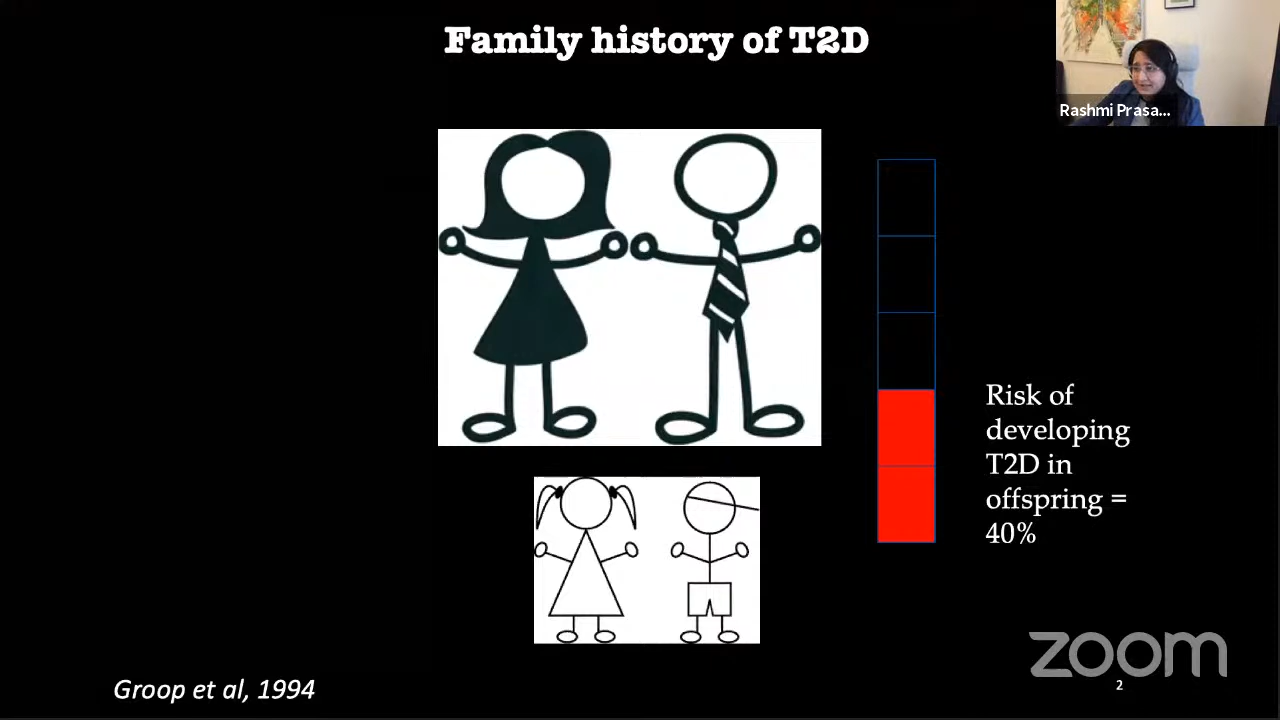 Family history of T2D
Rashmi Prasa...
Risk of
developing
T2D in
offspring =
40%
zoom
2
Groop et al, 1994